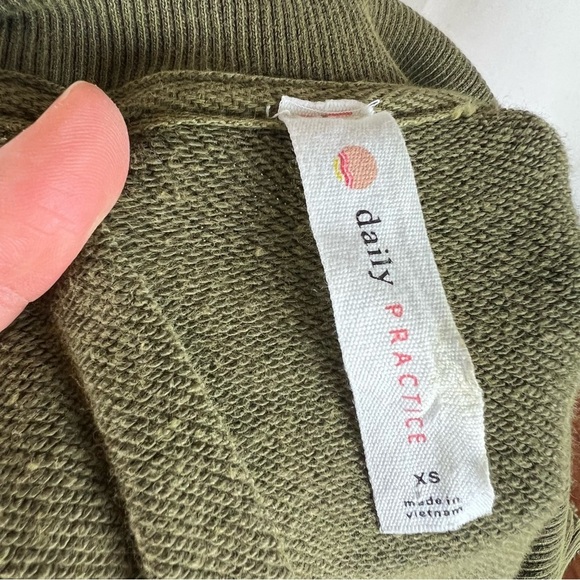 daily
PRACTICE
XS
made in
vietnam